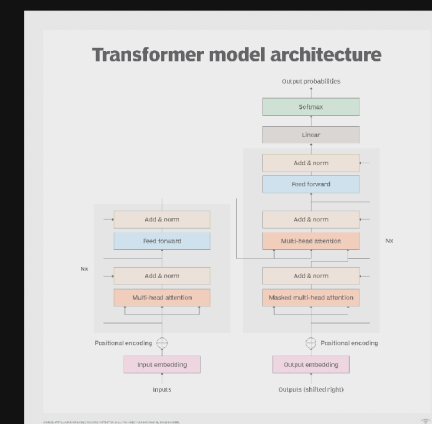 Transformer model architecture
Output probabilities
Softmax
Linear
Add & norm
Feed forward
Add & norm
Multi-head attention
Nx
Add & norm
Masked multi-head attention
Positional encoding
Output embedding
Outputs (shifted right)
Add & norm
Feed forward
Nx
Add & norm
Multi-head attention
Positional encoding
Input embedding
Inputs